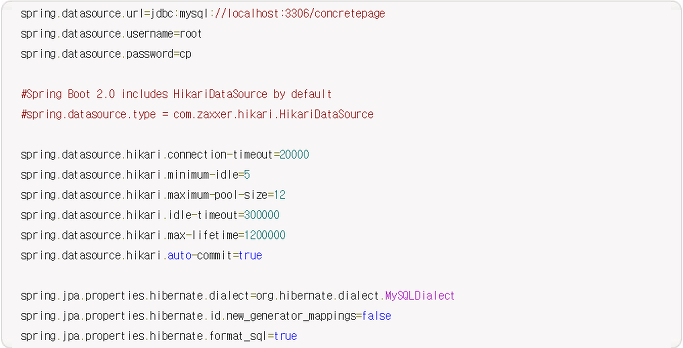 spring.datasource.url=jdbc:mysql://localhost:3306/concretepage
spring.datasource.username=root
spring.datasource.password=cp
#Spring Boot 2.0 includes HikariDataSource by default
#spring.datasource.type = com.zaxxer.hikari.HikariDataSource
spring.datasource.hikari.connection-timeout=20000
spring.datasource.hikari.minimum-idle=5
spring.datasource.hikari.maximum-pool-size=12
spring.datasource.hikari.idle-timeout=300000
spring.datasource.hikari.max-lifetime=1200000
spring.datasource.hikari.auto-commit=true
spring.jpa.properties.hibernate.dialect=org.hibernate.dialect.MySQLDialect
spring.jpa.properties.hibernate.id.new_generator_mappings=false
spring.jpa.properties.hibernate.format_sql=true